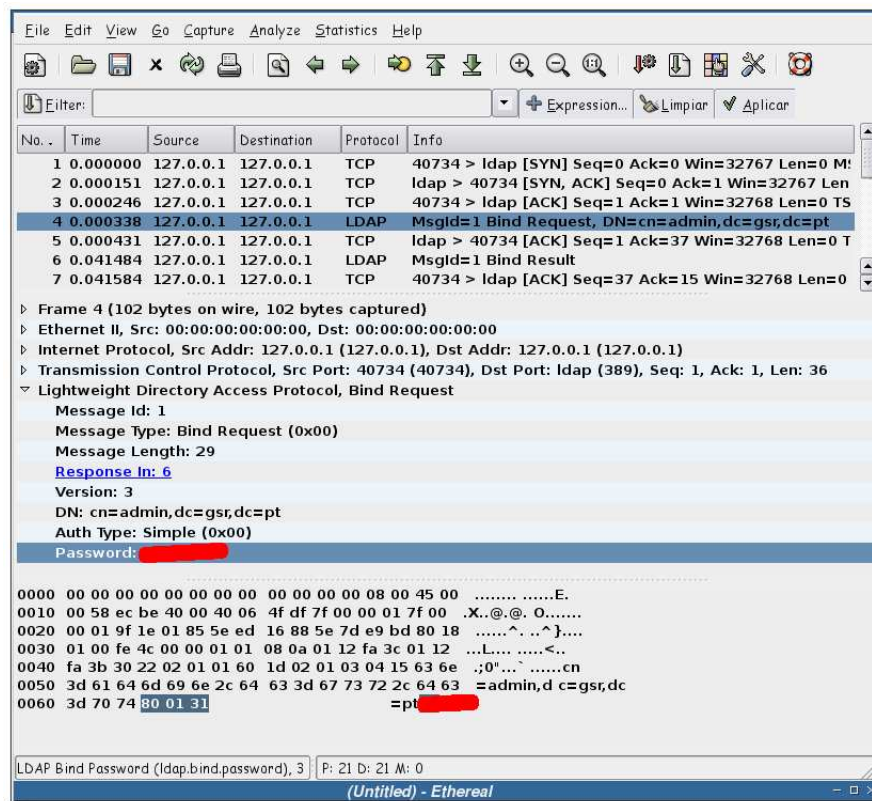 File Edit View Go Capture Analyze Statistics Help
Filter: Expression... Limpiar Aplicar
No. . Time Source Destination Protocol Info
1 0.000000 127.0.0.1 127.0.0.1 TCP 40734 > ldap [SYN] Seq=0 Ack=0 Win=32767 Len=0 M
2 0.000151 127.0.0.1 127.0.0.1 TCP ldap > 40734 [SYN, ACK] Seq=0 Ack=1 Win=32767 Len
3 0.000246 127.0.0.1 127.0.0.1 TCP 40734 > ldap [ACK] Seq=1 Ack=1 Win=32768 Len=0 TS
4 0.000338 127.0.0.1 127.0.0.1 LDAP MsgId=1 Bind Request, DN=cn=admin,dc=gsr,dc=pt
5 0.000431 127.0.0.1 127.0.0.1 TCP ldap > 40734 [ACK] Seq=1 Ack=37 Win=32768 Len=0 T
6 0.041484 127.0.0.1 127.0.0.1 LDAP MsgId=1 Bind Result
7 0.041584 127.0.0.1 127.0.0.1 TCP 40734 > ldap [ACK] Seq=37 Ack=15 Win=32768 Len=0
Frame 4 (102 bytes on wire, 102 bytes captured)
Ethernet II, Src: 00:00:00:00:00:00, Dst: 00:00:00:00:00:00
Internet Protocol, Src Addr: 127.0.0.1 (127.0.0.1), Dst Addr: 127.0.0.1 (127.0.0.1)
Transmission Control Protocol, Src Port: 40734 (40734), Dst Port: ldap (389), Seq: 1, Ack: 1, Len: 36
Lightweight Directory Access Protocol, Bind Request
Message Id: 1
Message Type: Bind Request (0x00)
Message Length: 29
Response In: 6
Version: 3
DN: cn=admin,dc=gsr,dc=pt
Auth Type: Simple (0x00)
Password:
0000 00 00 00 00 00 00 00 00 00 00 00 00 08 00 45 00 ........ ......E.
0010 00 58 ec be 40 00 40 06 4f df 7f 00 00 01 7f 00 .X..@.@. O.......
0020 00 01 9f 1e 01 85 5e ed 16 88 5e 7d e9 bd 80 18 ......^. ..^}....
0030 01 00 fe 4c 00 00 01 01 08 0a 01 12 fa 3c 01 12 ...L.... .....<..
0040 fa 3b 30 22 02 01 01 60 1d 02 01 03 04 15 63 6e .;0"...` ......cn
0050 3d 61 64 6d 69 6e 2c 64 63 3d 67 73 72 2c 64 63 =admin,d c=gsr,dc
0060 3d 70 74 80 01 31 =pt
LDAP Bind Password (ldap.bind.password), 3 P: 21 D: 21 M: 0
(Untitled) - Ethereal